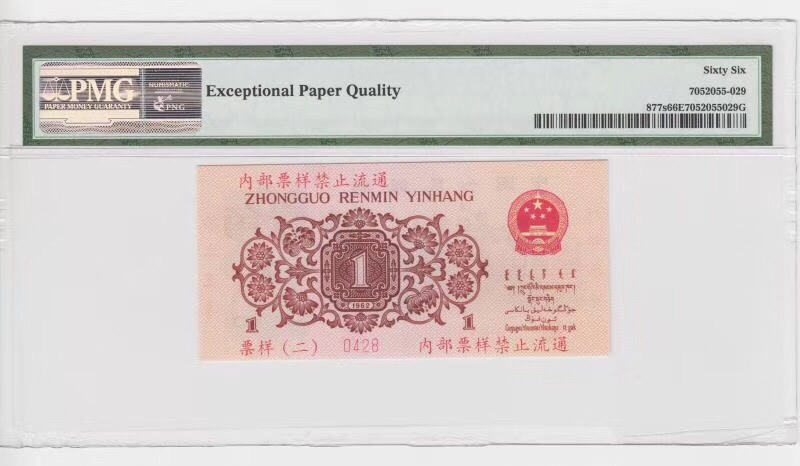 PMG
PAPER MONEY GUARANTY
NUMISMATIC
PNG
Exceptional Paper Quality
Sixty Six
7052055-029
877s66E7052055029G
内部票样禁止流通
ZHONGGUO RENMIN YINHANG
1
1962
1
1
票样(二) 0428
内部票样禁止流通